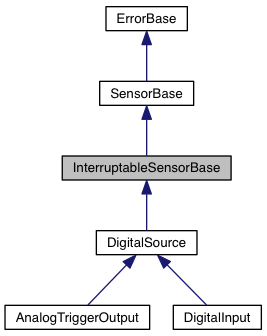 ErrorBase
SensorBase
InterruptableSensorBase
DigitalSource
AnalogTriggerOutput
DigitalInput